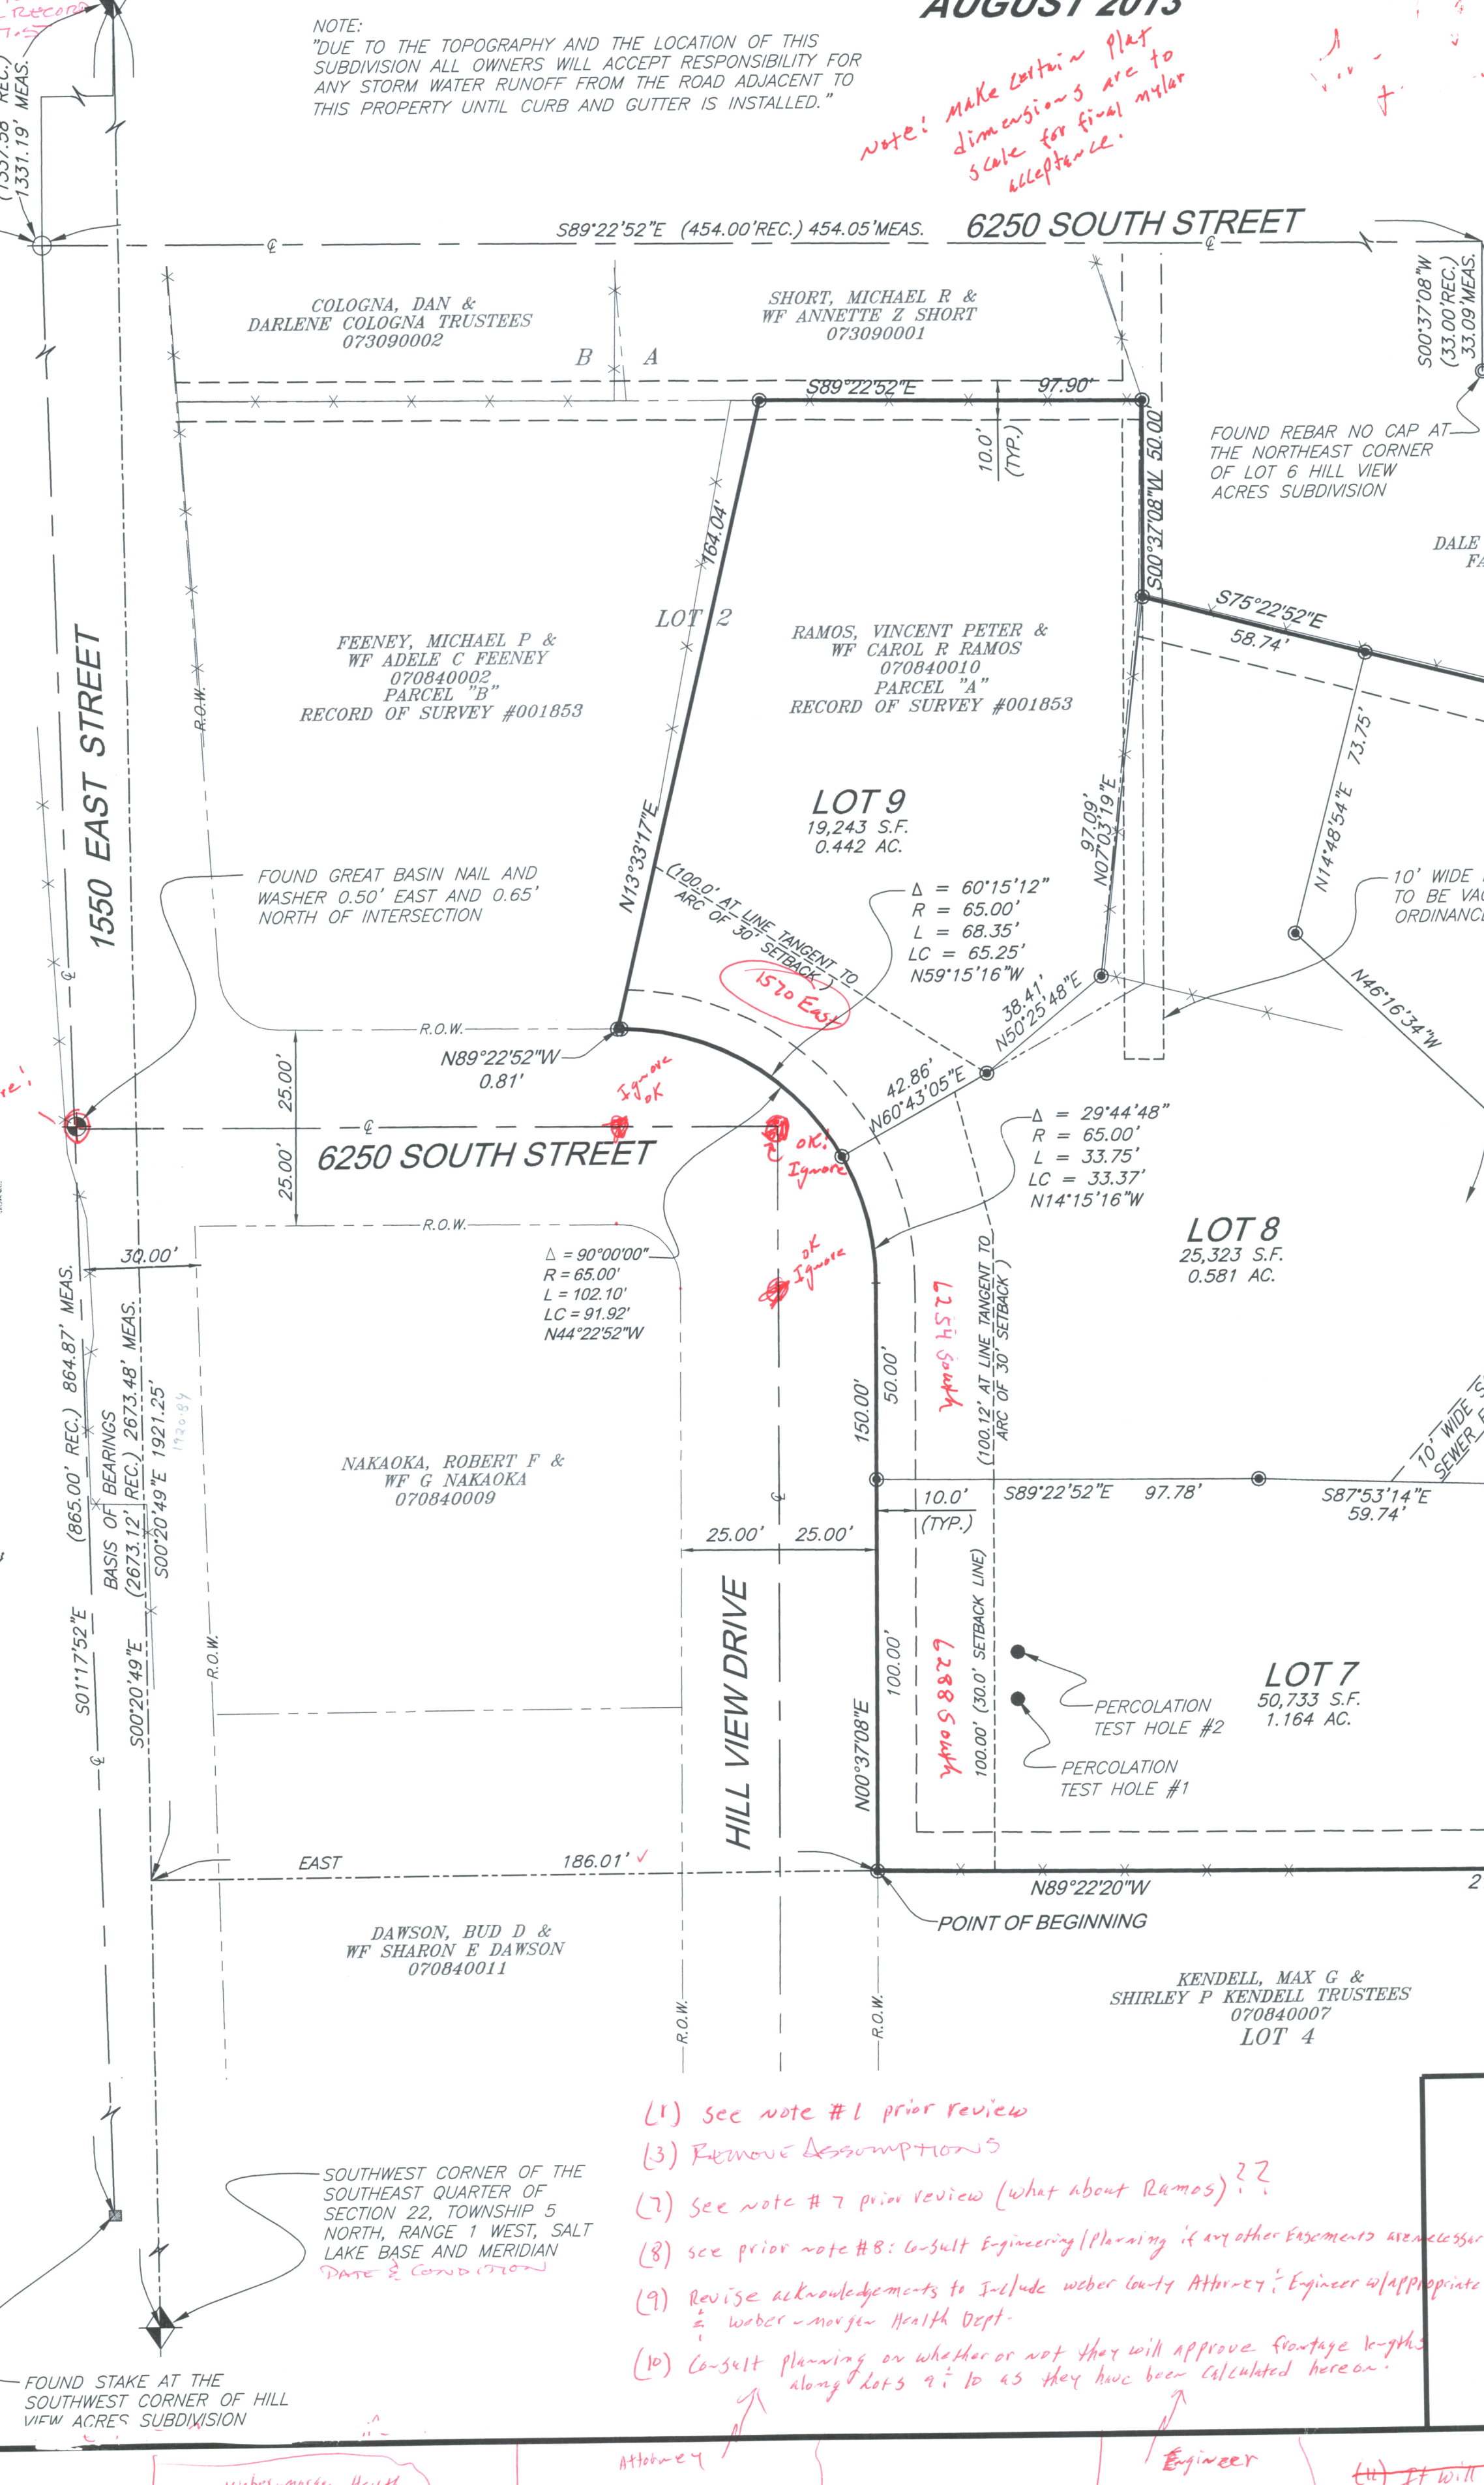 RECORD
AUGUST 2013
NOTE:
"DUE TO THE TOPOGRAPHY AND THE LOCATION OF THIS
SUBDIVISION ALL OWNERS WILL ACCEPT RESPONSIBILITY FOR
ANY STORM WATER RUNOFF FROM THE ROAD ADJACENT TO
THIS PROPERTY UNTIL CURB AND GUTTER IS INSTALLED."
Note: Make certain plat
dimensions are to
scale for final mylar
acceptance.
1331.19' MEAS.
S89°22'52"E (454.00'REC.) 454.05'MEAS.
6250 SOUTH STREET
COLOGNA, DAN &
DARLENE COLOGNA TRUSTEES
073090002
SHORT, MICHAEL R &
WF ANNETTE Z SHORT
073090001
B A
S00°37'08"W
(33.00'REC.)
33.09'MEAS.
S89°22'52"E 97.90'
10.0'
(TYP.)
S00°37'08"W 50.00'
FOUND REBAR NO CAP AT
THE NORTHEAST CORNER
OF LOT 6 HILL VIEW
ACRES SUBDIVISION
DALE
164.04'
N13°33'17"E
LOT 2
S75°22'52"E
58.74'
FEENEY, MICHAEL P &
WF ADELE C FEENEY
070840002
PARCEL "B"
RECORD OF SURVEY #001853
RAMOS, VINCENT PETER &
WF CAROL R RAMOS
070840010
PARCEL "A"
RECORD OF SURVEY #001853
R.O.W.
1550 EAST STREET
LOT 9
19,243 S.F.
0.442 AC.
97.09'
N07°03'19"E
N14°48'54"E 73.75'
FOUND GREAT BASIN NAIL AND
WASHER 0.50' EAST AND 0.65'
NORTH OF INTERSECTION
(100.0' AT LINE TANGENT TO
ARC OF 30' SETBACK )
Δ = 60°15'12"
R = 65.00'
L = 68.35'
LC = 65.25'
N59°15'16"W
10' WIDE
TO BE VA
ORDINANCE
1570 East
38.41'
N50°25'48"E
N46°16'34"W
R.O.W.
N89°22'52"W
0.81'
42.86'
N60°43'05"E
Ignore
ok
25.00'
25.00'
6250 SOUTH STREET
ok!
Ignore
Δ = 29°44'48"
R = 65.00'
L = 33.75'
LC = 33.37'
N14°15'16"W
R.O.W.
LOT 8
25,323 S.F.
0.581 AC.
30.00'
Δ = 90°00'00"
R = 65.00'
L = 102.10'
LC = 91.92'
N44°22'52"W
ok
Ignore
6254 South
(100.12' AT LINE TANGENT TO
ARC OF 30' SETBACK )
150.00'
50.00'
(865.00' REC.) 864.87' MEAS.
BASIS OF BEARINGS
(2673.12' REC.) 2673.48' MEAS.
S00°20'49"E 1921.25'
S01°17'52"E
S00°20'49"E
NAKAOKA, ROBERT F &
WF G NAKAOKA
070840009
10' WIDE
SEWER
S89°22'52"E 97.78'
S87°53'14"E
59.74'
10.0'
(TYP.)
25.00' 25.00'
100.00' (30.0' SETBACK LINE)
100.00'
6288 South
R.O.W.
HILL VIEW DRIVE
N00°37'08"E
LOT 7
50,733 S.F.
1.164 AC.
PERCOLATION
TEST HOLE #2
PERCOLATION
TEST HOLE #1
EAST 186.01'
N89°22'20"W
POINT OF BEGINNING
DAWSON, BUD D &
WF SHARON E DAWSON
070840011
R.O.W.
R.O.W.
KENDELL, MAX G &
SHIRLEY P KENDELL TRUSTEES
070840007
LOT 4
(1) see note #1 prior review
(3) Remove Assumptions
(7) see note #7 prior review (what about Ramos)??
(8) see prior note #8: Consult Engineering/Planning if any other Easements are necessar
(9) Revise acknowledgements to Include Weber County Attorney & Engineer w/appropriate
& Weber-Morgan Health Dept.
(10) Consult planning on whether or not they will approve frontage lengths
along Lots 9 & 10 as they have been calculated hereon.
SOUTHWEST CORNER OF THE
SOUTHEAST QUARTER OF
SECTION 22, TOWNSHIP 5
NORTH, RANGE 1 WEST, SALT
LAKE BASE AND MERIDIAN
DATE & CONDITION
FOUND STAKE AT THE
SOUTHWEST CORNER OF HILL
VIEW ACRES SUBDIVISION
Attorney
Engineer
(11) It will